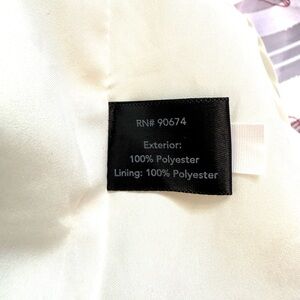 RN# 90674
Exterior:
100% Polyester
Lining: 100% Polyester